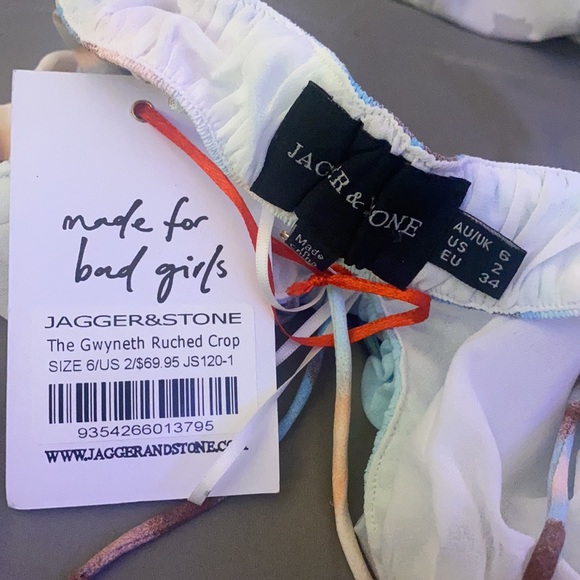 made for
bad girls
JAGGER&STONE
The Gwyneth Ruched Crop
SIZE 6/US 2/$69.95 JS120-1
9354266013795
WWW.JAGGERANDSTONE.COM
JAGGER&STONE
AU/UK 6
US 2
EU 34
Made